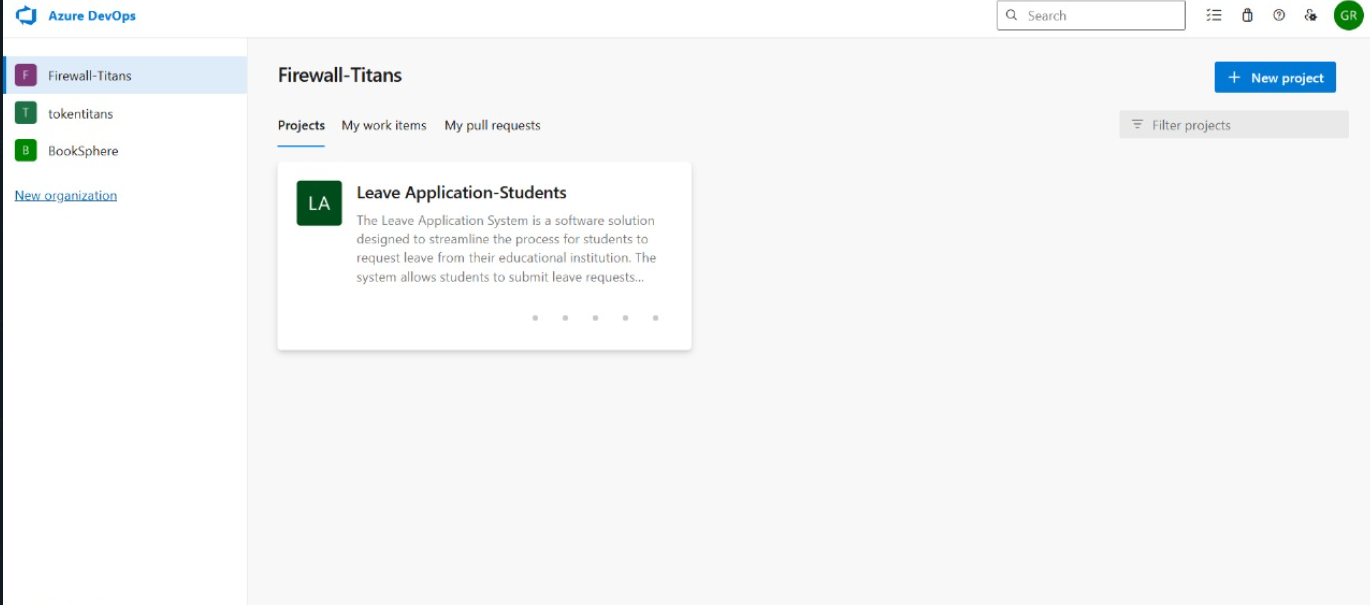 Azure DevOps
Search
GR
F Firewall-Titans
T tokentitans
B BookSphere
New organization
Firewall-Titans
+ New project
Projects My work items My pull requests
Filter projects
LA
Leave Application-Students
The Leave Application System is a software solution
designed to streamline the process for students to
request leave from their educational institution. The
system allows students to submit leave requests...